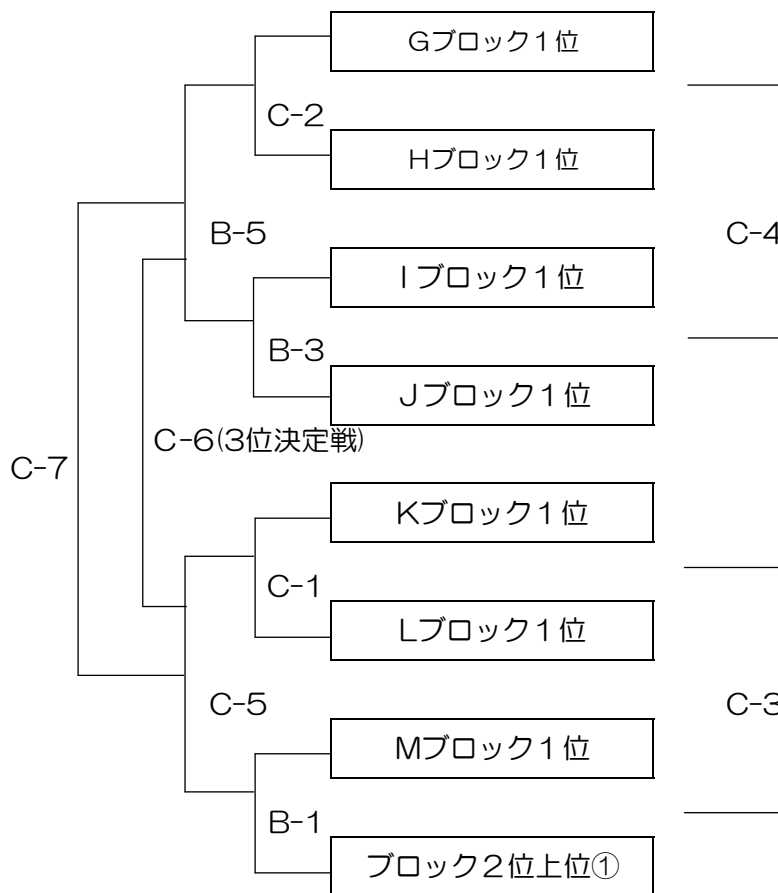 Gブロック１位
C-2
Hブロック１位
B-5
C-4
Iブロック１位
B-3
Jブロック１位
C-6(3位決定戦)
C-7
Kブロック１位
C-1
Lブロック１位
C-5
C-3
Mブロック１位
B-1
ブロック２位上位①